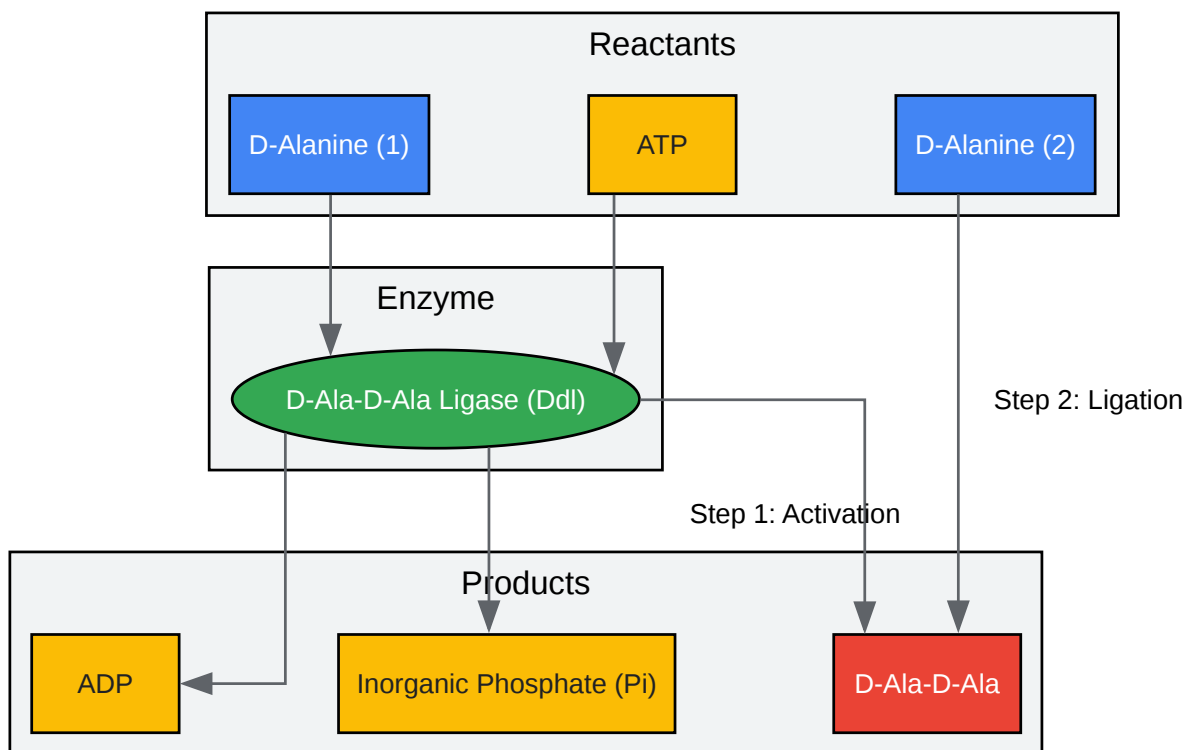 Reactants
D-Alanine (1)
ATP
D-Alanine (2)
Enzyme
D-Ala-D-Ala Ligase (Ddl)
Step 2: Ligation
Step 1: Activation
Products
ADP
Inorganic Phosphate (Pi)
D-Ala-D-Ala